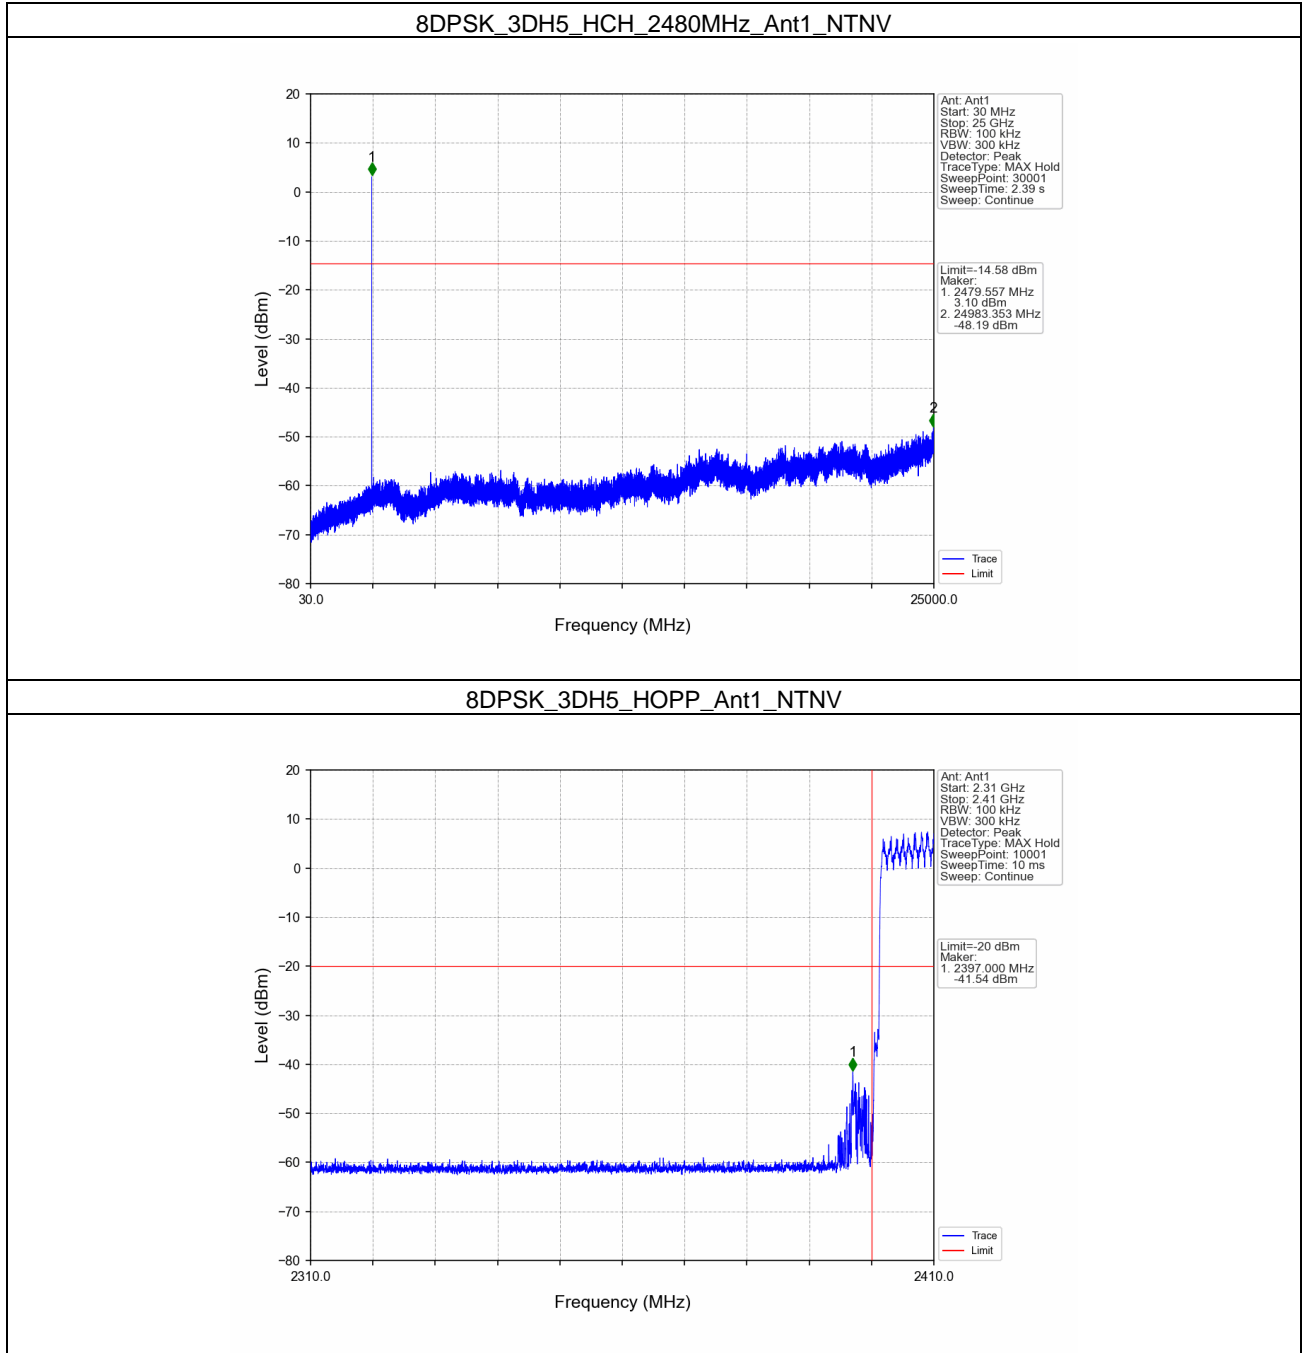 8DPSK_3DH5_HCH_2480MHz_Ant1_NTNV
20
10
0
−10
−20
−30
−40
−50
−60
−70
−80
Level (dBm)
1
2
30.0
25000.0
Frequency (MHz)
Ant: Ant1
Start: 30 MHz
Stop: 25 GHz
RBW: 100 kHz
VBW: 300 kHz
Detector: Peak
TraceType: MAX Hold
SweepPoint: 30001
SweepTime: 2.39 s
Sweep: Continue
Limit=-14.58 dBm
Maker:
1. 2479.557 MHz
3.10 dBm
2. 24983.353 MHz
-48.19 dBm
Trace
Limit
8DPSK_3DH5_HOPP_Ant1_NTNV
20
10
0
−10
−20
−30
−40
−50
−60
−70
−80
Level (dBm)
1
2310.0
2410.0
Frequency (MHz)
Ant: Ant1
Start: 2.31 GHz
Stop: 2.41 GHz
RBW: 100 kHz
VBW: 300 kHz
Detector: Peak
TraceType: MAX Hold
SweepPoint: 10001
SweepTime: 10 ms
Sweep: Continue
Limit=-20 dBm
Maker:
1. 2397.000 MHz
-41.54 dBm
Trace
Limit